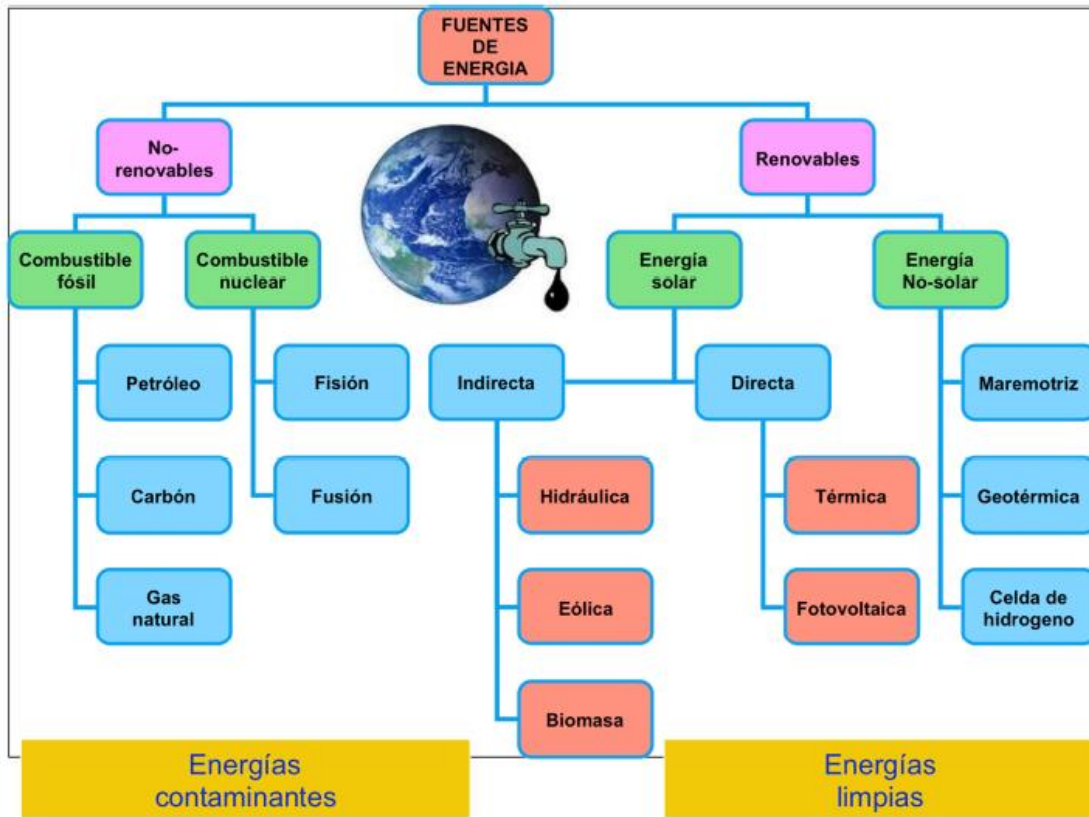 FUENTES
DE
ENERGIA
No-
renovables
Renovables
Combustible
fósil
Combustible
nuclear
Energía
solar
Energía
No-solar
Petróleo
Fisión
Indirecta
Directa
Maremotriz
Carbón
Fusión
Hidráulica
Térmica
Geotérmica
Gas
natural
Eólica
Fotovoltaica
Celda de
hidrogeno
Biomasa
Energías
contaminantes
Energías
limpias